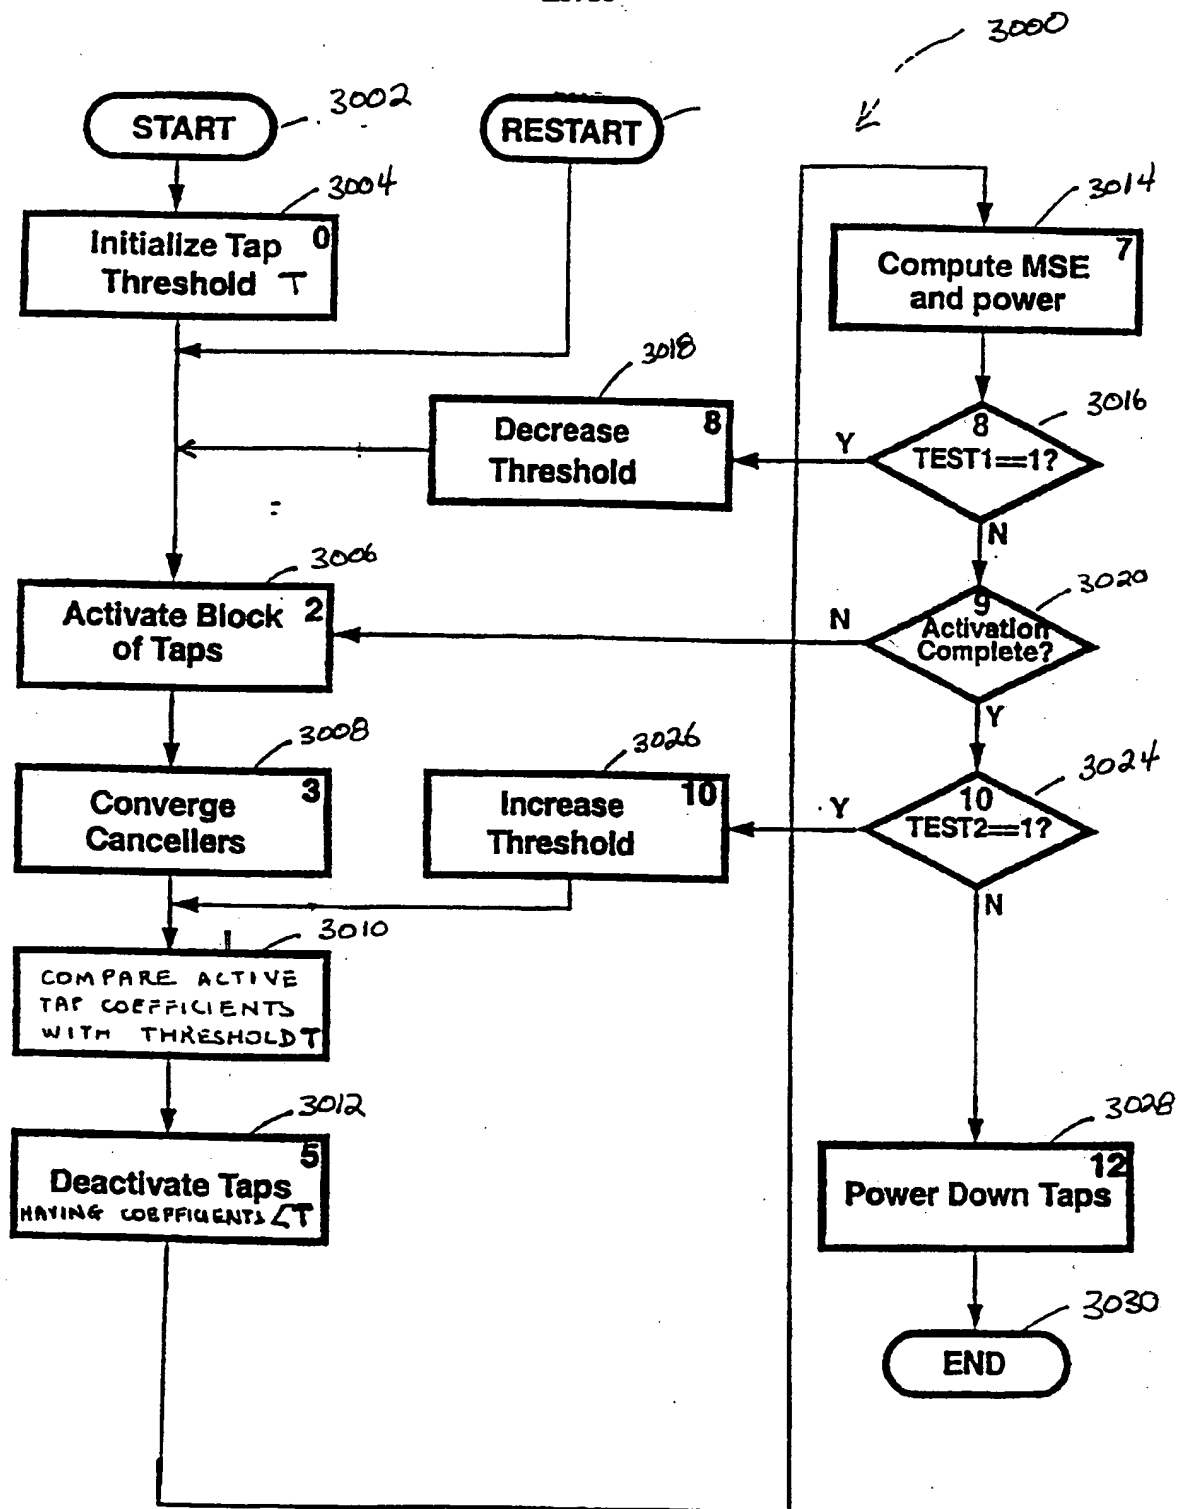 3000
START
3002
RESTART
3004
Initialize Tap
Threshold T
0
3014
Compute MSE
and power
7
3018
Decrease
Threshold
8
Y
3016
8
TEST1==1?
N
3006
Activate Block
of Taps
2
N
3020
9
Activation
Complete?
Y
3008
Converge
Cancellers
3
3026
Increase
Threshold
10
Y
3024
10
TEST2==1?
N
3010
COMPARE ACTIVE
TAP COEFFICIENTS
WITH THRESHOLD T
3012
5
Deactivate Taps
HAVING COEFFICIENTS <T
3028
12
Power Down Taps
3030
END